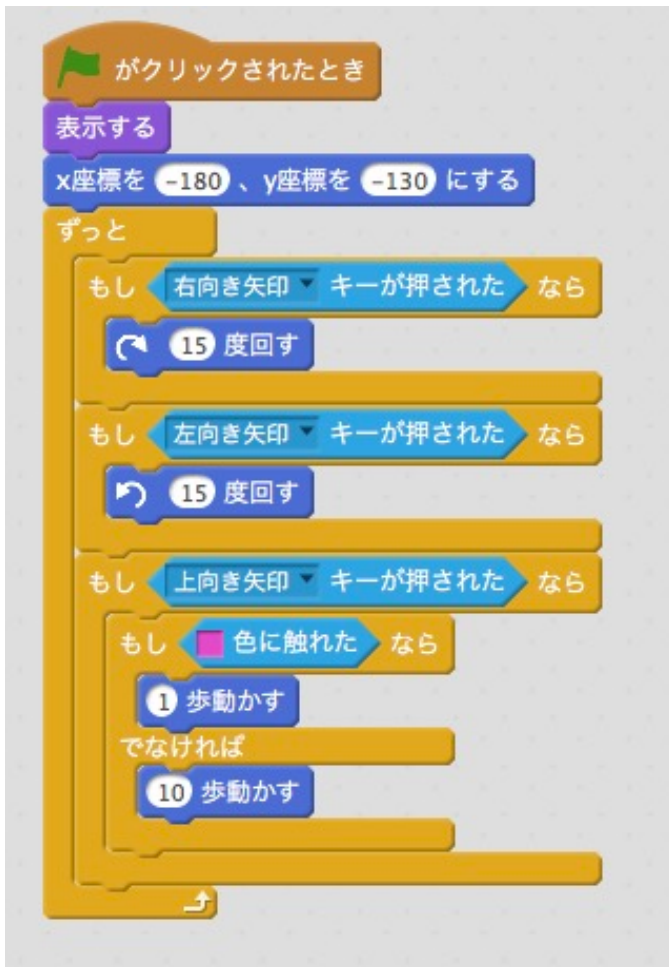 がクリックされたとき
表示する
x座標を -180 、y座標を -130 にする
ずっと
もし 右向き矢印 キーが押された なら
15 度回す
もし 左向き矢印 キーが押された なら
15 度回す
もし 上向き矢印 キーが押された なら
もし 色に触れた なら
1 歩動かす
でなければ
10 歩動かす